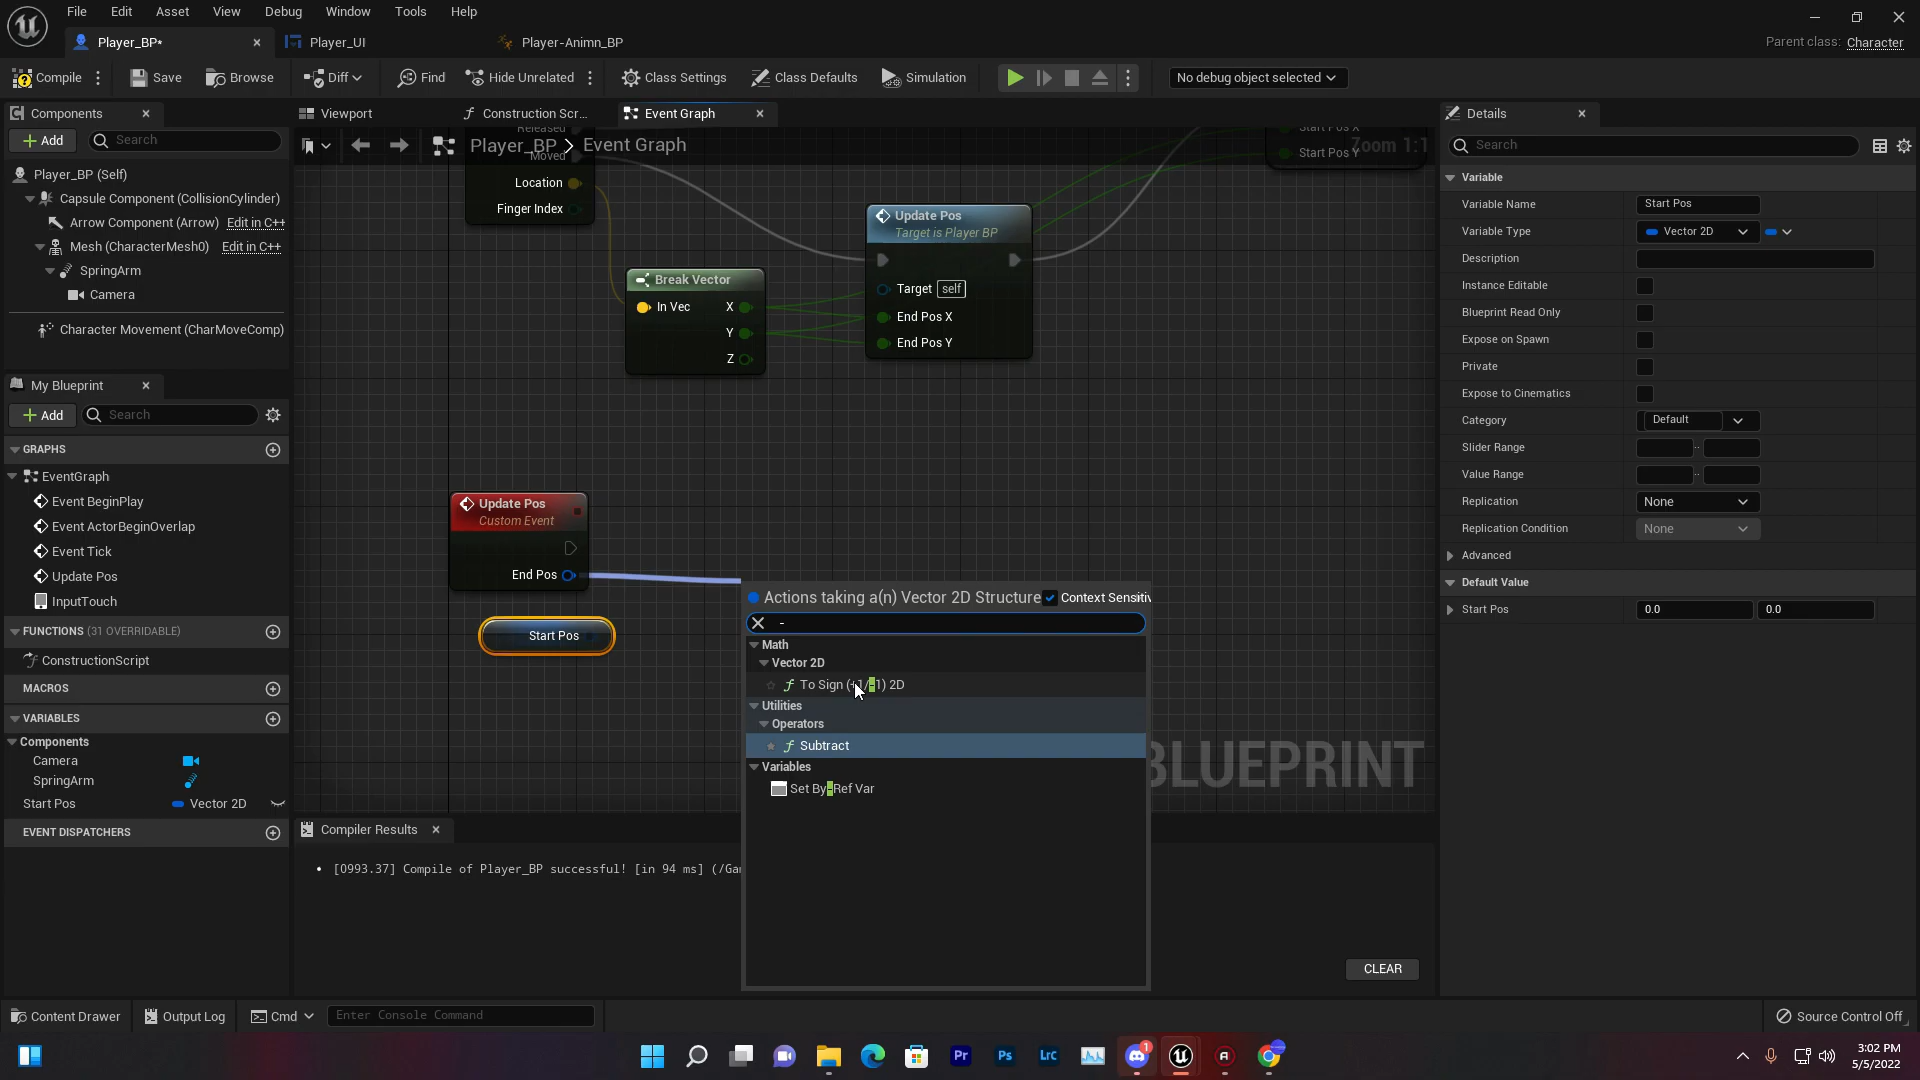 File Edit Asset View Debug Window Tools Help
Player_BP* Player_UI Player-Animn_BP
Parent class: Character
Compile Save Browse Diff Find Hide Unrelated Class Settings Class Defaults Simulation No debug object selected
Components
Add Search
Player_BP (Self)
Capsule Component (CollisionCylinder)
Arrow Component (Arrow) Edit in C++
Mesh (CharacterMesh0) Edit in C++
SpringArm
Camera
Character Movement (CharMoveComp)
My Blueprint
Add Search
GRAPHS
EventGraph
Event BeginPlay
Event ActorBeginOverlap
Event Tick
Update Pos
InputTouch
FUNCTIONS (31 OVERRIDABLE)
ConstructionScript
MACROS
VARIABLES
Components
Camera
SpringArm
Start Pos Vector 2D
EVENT DISPATCHERS
Viewport Construction Scr... Event Graph
Player_BP > Event Graph
Zoom 1:1
Released
Moved
Location
Finger Index
Break Vector
In Vec X
Y
Z
Update Pos
Target is Player BP
Target self
End Pos X
End Pos Y
Start Pos X
Start Pos Y
Update Pos
Custom Event
End Pos
Start Pos
Actions taking a(n) Vector 2D Structure Context Sensitiv
-
Math
Vector 2D
To Sign (+1/-1) 2D
Utilities
Operators
Subtract
Variables
Set By-Ref Var
BLUEPRINT
Compiler Results
[0993.37] Compile of Player_BP successful! [in 94 ms] (/Ga
CLEAR
Details
Search
Variable
Variable Name Start Pos
Variable Type Vector 2D
Description
Instance Editable
Blueprint Read Only
Expose on Spawn
Private
Expose to Cinematics
Category Default
Slider Range ..
Value Range ..
Replication None
Replication Condition None
Advanced
Default Value
Start Pos 0.0 0.0
Content Drawer Output Log Cmd Enter Console Command Source Control Off
Pr Ps Lrc 1
3:02 PM
5/5/2022